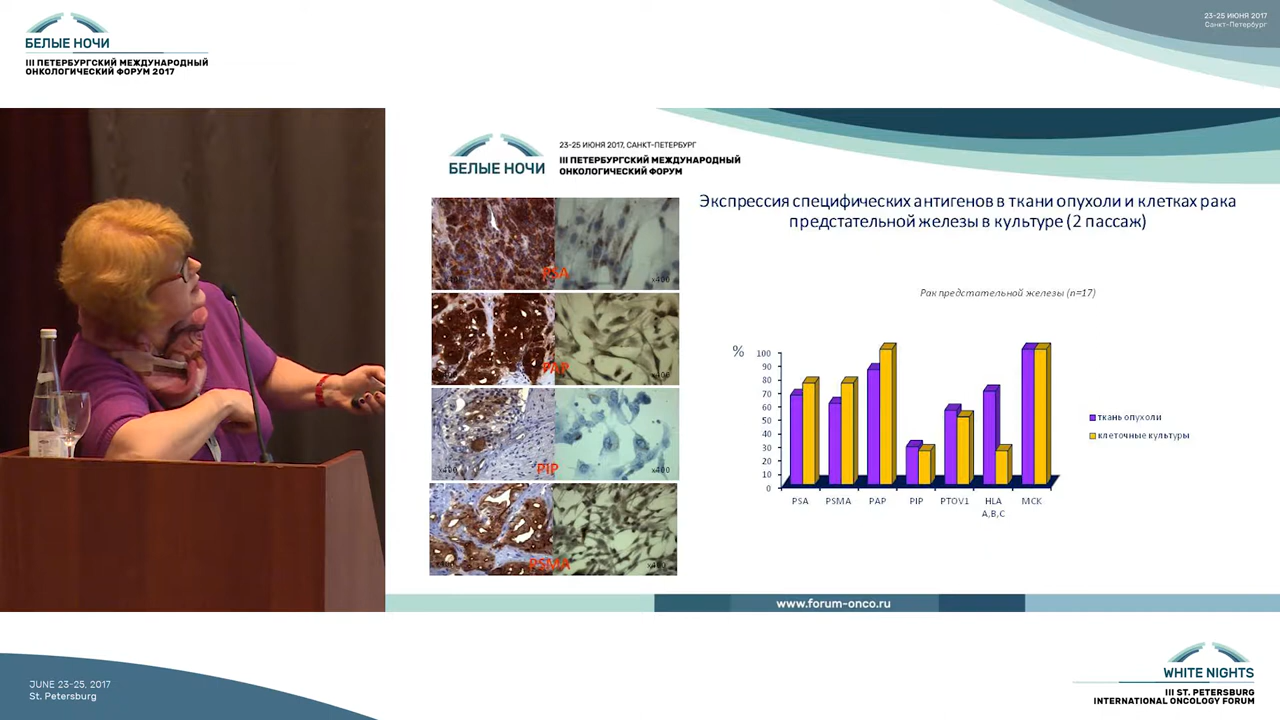 БЕЛЫЕ НОЧИ
III ПЕТЕРБУРГСКИЙ МЕЖДУНАРОДНЫЙ
ОНКОЛОГИЧЕСКИЙ ФОРУМ 2017
23-25 ИЮНЯ 2017
Санкт-Петербург
БЕЛЫЕ НОЧИ
23-25 ИЮНЯ 2017, САНКТ-ПЕТЕРБУРГ
III ПЕТЕРБУРГСКИЙ МЕЖДУНАРОДНЫЙ
ОНКОЛОГИЧЕСКИЙ ФОРУМ
Экспрессия специфических антигенов в ткани опухоли и клетках рака
предстательной железы в культуре (2 пассаж)
x400
PSA
x400
x400
PAP
x400
x400
PIP
x400
x400
PSMA
x400
Рак предстательной железы (n=17)
%
100
90
80
70
60
50
40
30
20
10
0
PSA PSMA PAP PIP PTOV1 HLA A,B,C МСК
ткань опухоли
клеточные культуры
www.forum-onco.ru
JUNE 23-25, 2017
St. Petersburg
WHITE NIGHTS
III ST. PETERSBURG
INTERNATIONAL ONCOLOGY FORUM